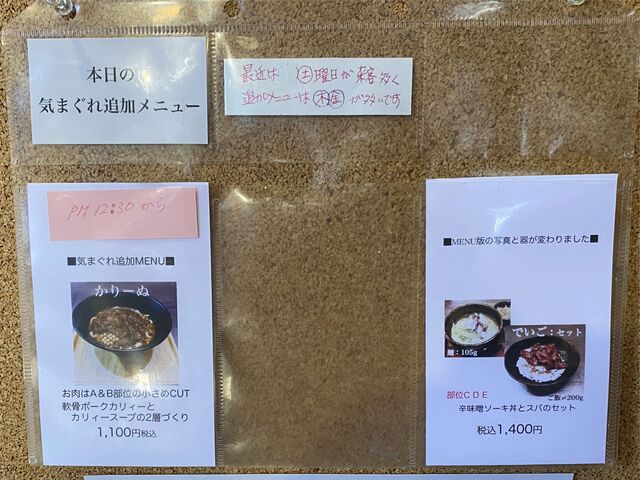 本日の
気まぐれ追加メニュー
最近は ㊏曜日が来客多く
追加メニューは㊍㊎が多いです
PM 12:30 から
■気まぐれ追加MENU■
かりーぬ
お肉はA&B部位の小さめCUT
軟骨ポークカリィーと
カリィースープの2層づくり
1,100円税込
■MENU版の写真と器が変わりました■
でいご：セット
麺：105g
ご飯≠200g
部位CDE
辛味噌ソーキ丼とスバのセット
税込1,400円